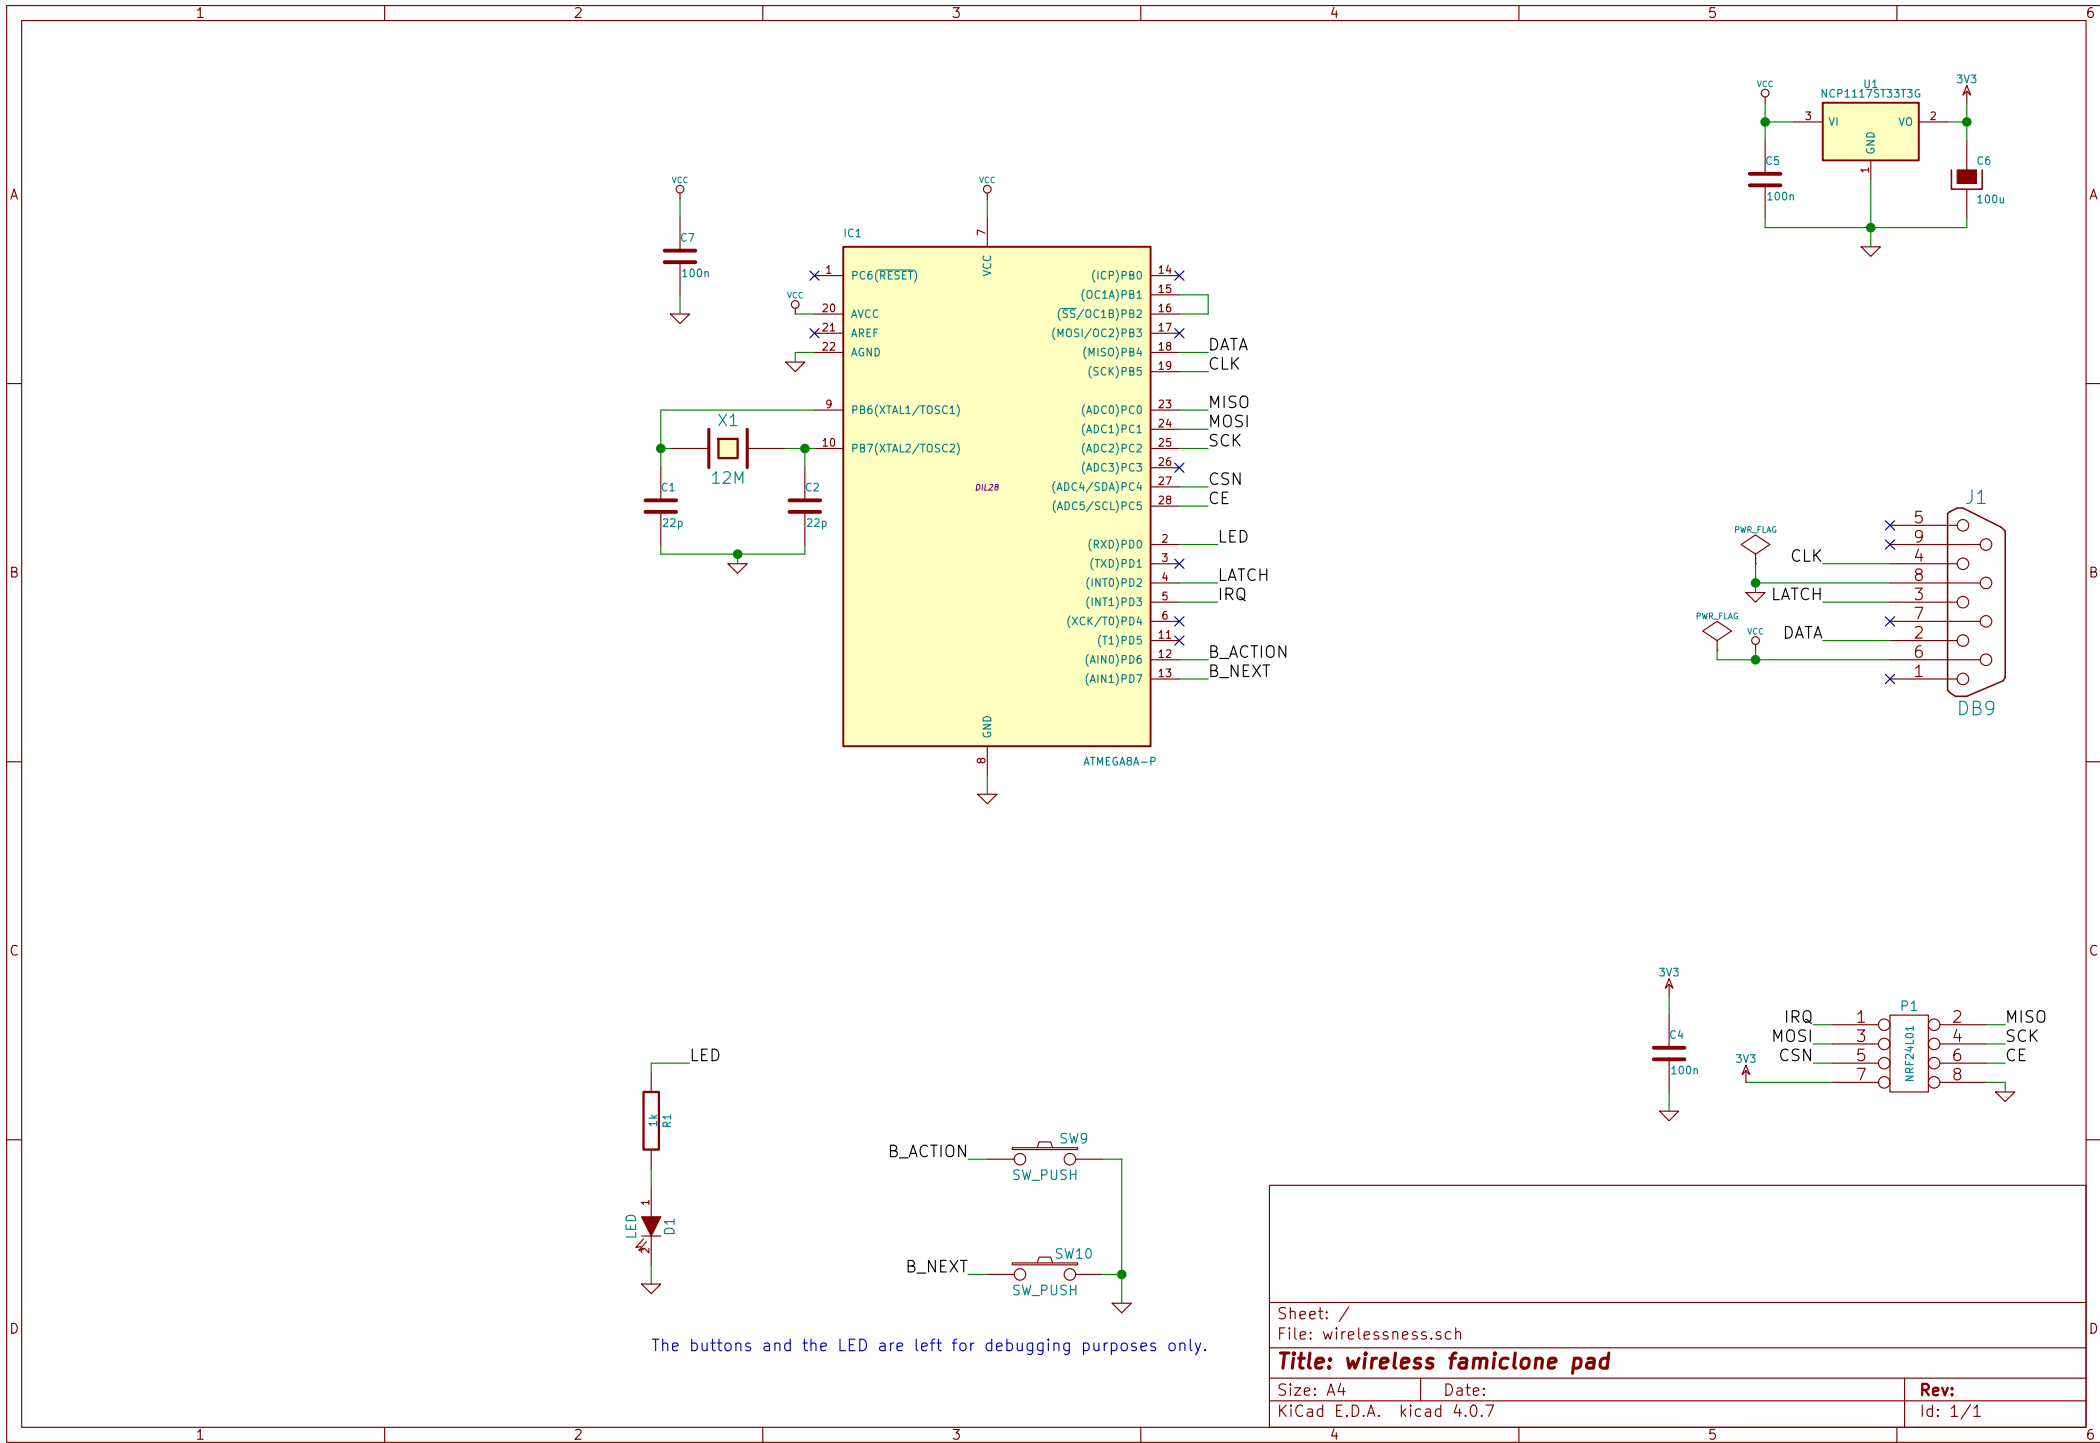 1 2 3 4 5 6
A A
B B
C C
D D
VCC
C7
100n
VCC
IC1
7
VCC
1 PC6(RESET)
VCC
20 AVCC
21 AREF
22 AGND
9 PB6(XTAL1/TOSC1)
10 PB7(XTAL2/TOSC2)
X1
12M
C1
22p
C2
22p
DIL28
(ICP)PB0 14
(OC1A)PB1 15
(SS/OC1B)PB2 16
(MOSI/OC2)PB3 17
(MISO)PB4 18 DATA
(SCK)PB5 19 CLK
(ADC0)PC0 23 MISO
(ADC1)PC1 24 MOSI
(ADC2)PC2 25 SCK
(ADC3)PC3 26
(ADC4/SDA)PC4 27 CSN
(ADC5/SCL)PC5 28 CE
(RXD)PD0 2 LED
(TXD)PD1 3
(INT0)PD2 4 LATCH
(INT1)PD3 5 IRQ
(XCK/T0)PD4 6
(T1)PD5 11
(AIN0)PD6 12 B_ACTION
(AIN1)PD7 13 B_NEXT
GND
8
ATMEGA8A-P
VCC
U1
NCP1117ST33T3G
3V3
3 VI VO 2
GND
1
C5
100n
C6
100u
J1
5
PWR_FLAG
9
CLK 4
8
LATCH 3
PWR_FLAG
7
VCC
DATA 2
6
1
DB9
3V3
C4
100n
P1
NRF24L01
IRQ 1 2 MISO
MOSI 3 4 SCK
CSN 5 6 CE
3V3
7 8
LED
1k
R1
1
LED
D1
2
B_ACTION
SW9
SW_PUSH
B_NEXT
SW10
SW_PUSH
The buttons and the LED are left for debugging purposes only.
Sheet: /
File: wirelessness.sch
Title: wireless famiclone pad
Size: A4 Date: Rev:
KiCad E.D.A. kicad 4.0.7 Id: 1/1
1 2 3 4 5 6